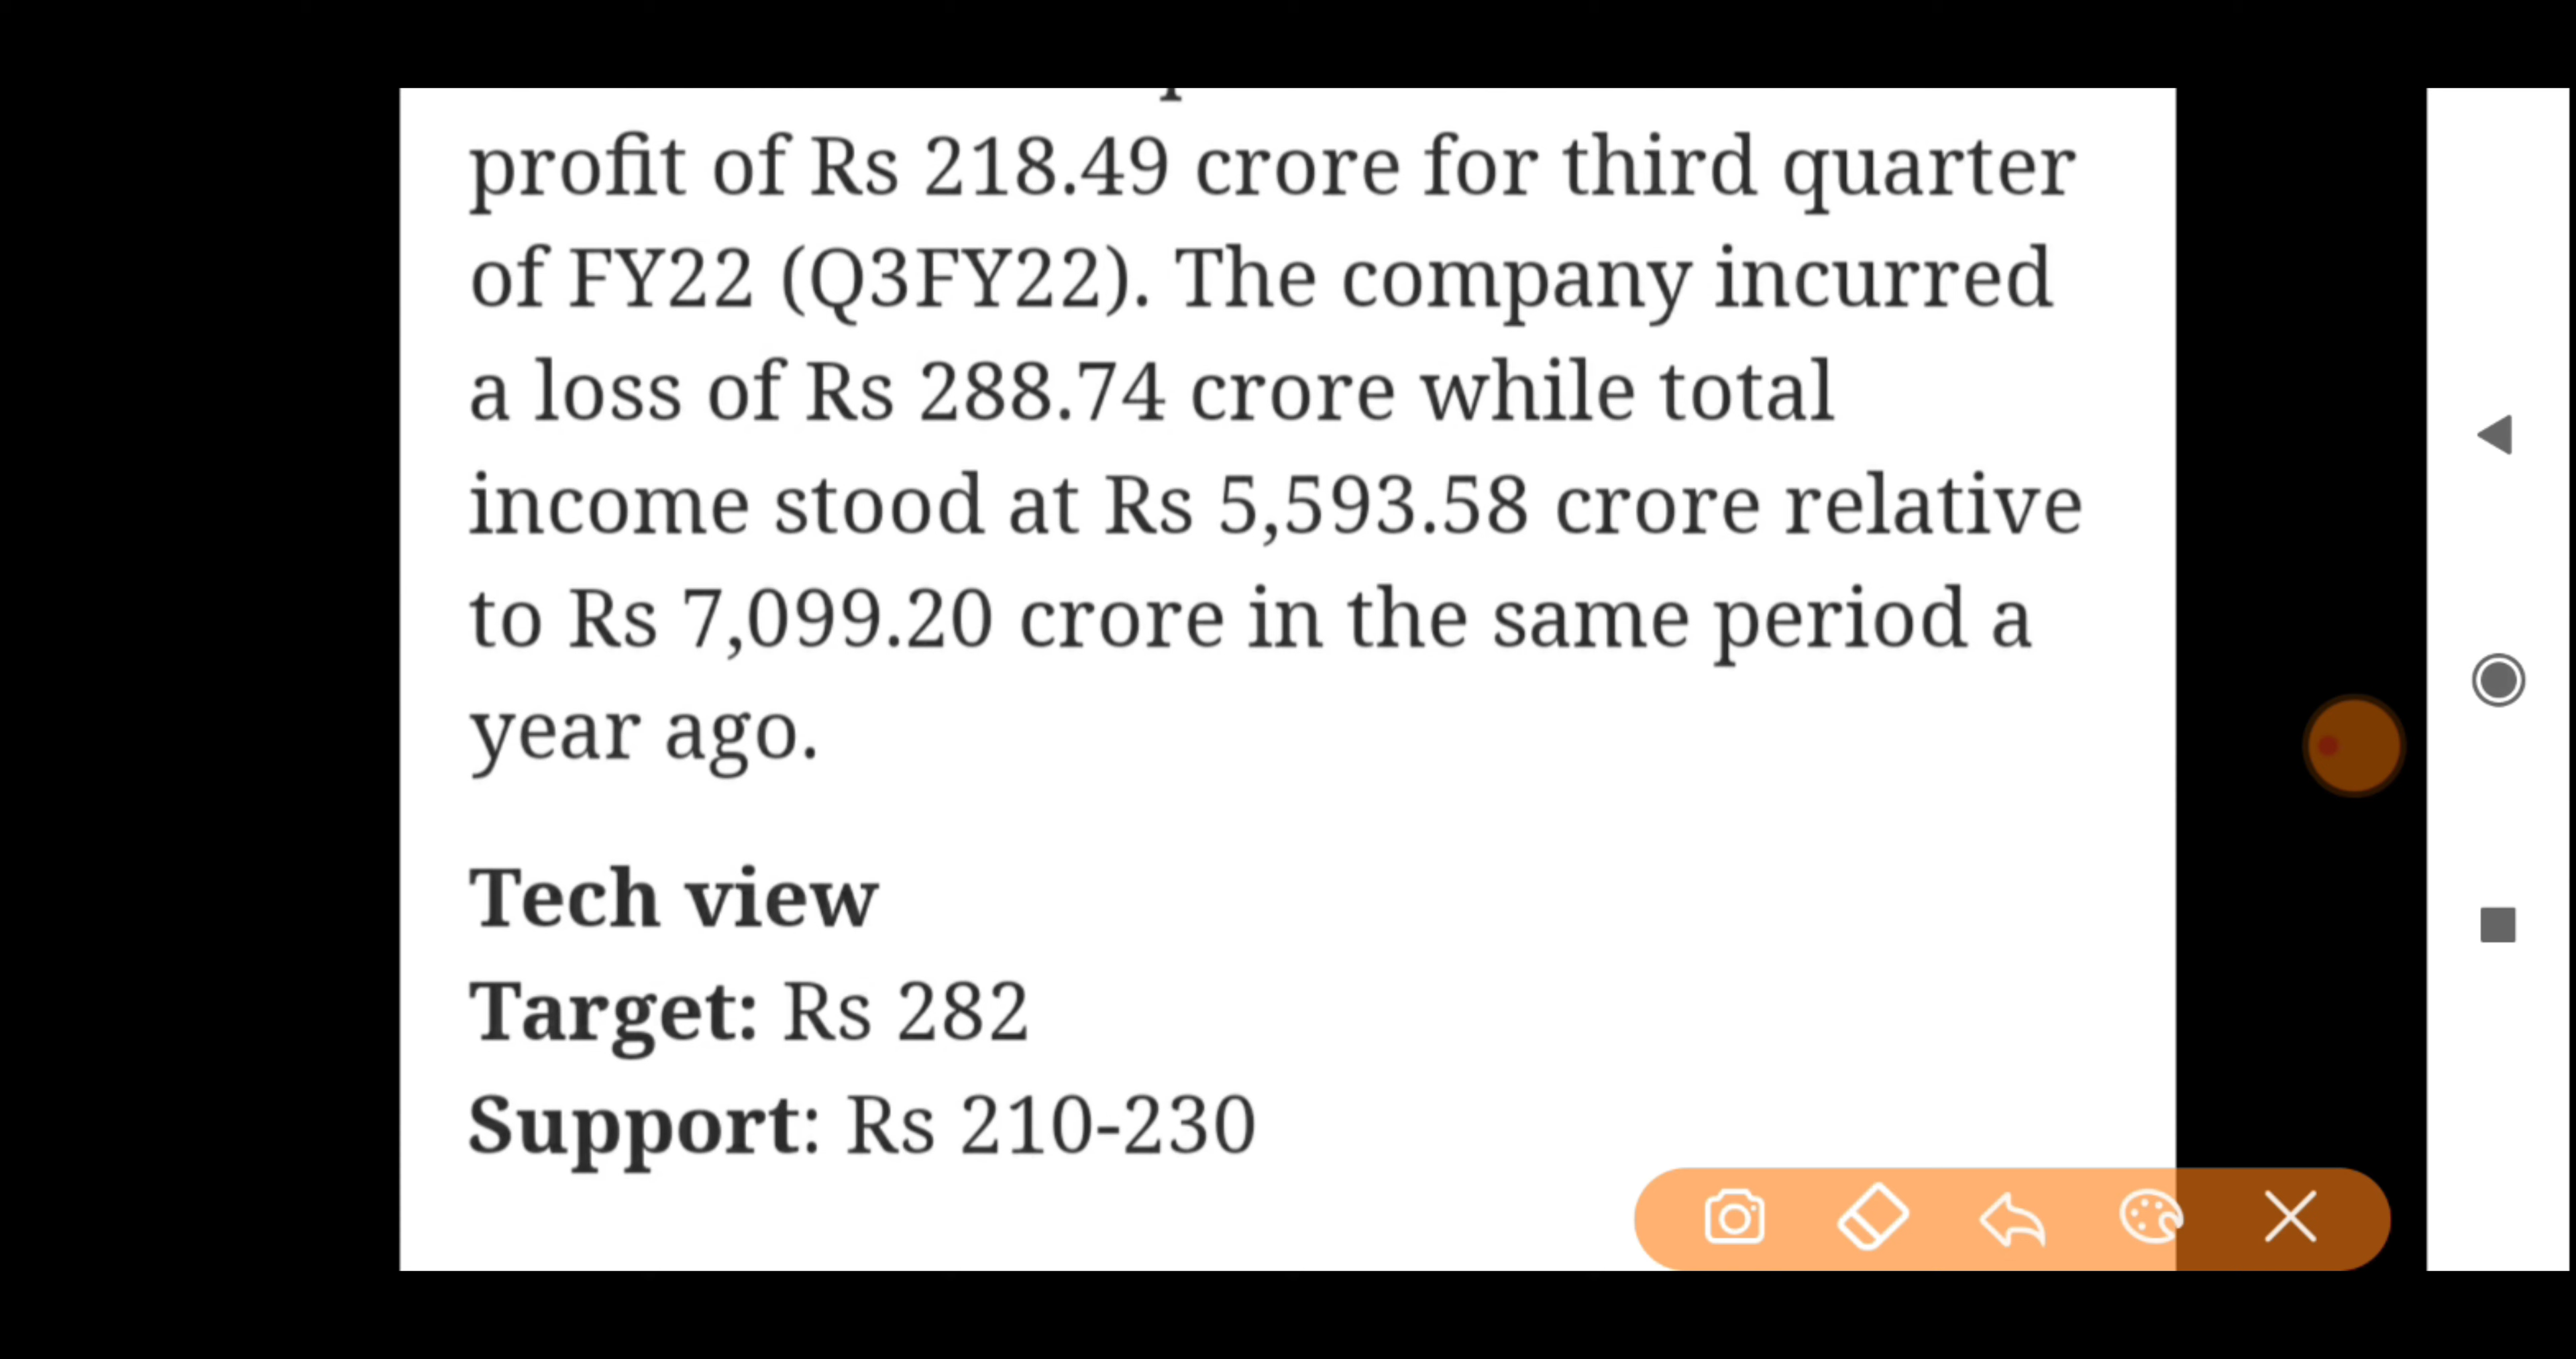 profit of Rs 218.49 crore for third quarter
of FY22 (Q3FY22). The company incurred
a loss of Rs 288.74 crore while total
income stood at Rs 5,593.58 crore relative
to Rs 7,099.20 crore in the same period a
year ago.
Tech view
Target: Rs 282
Support: Rs 210-230